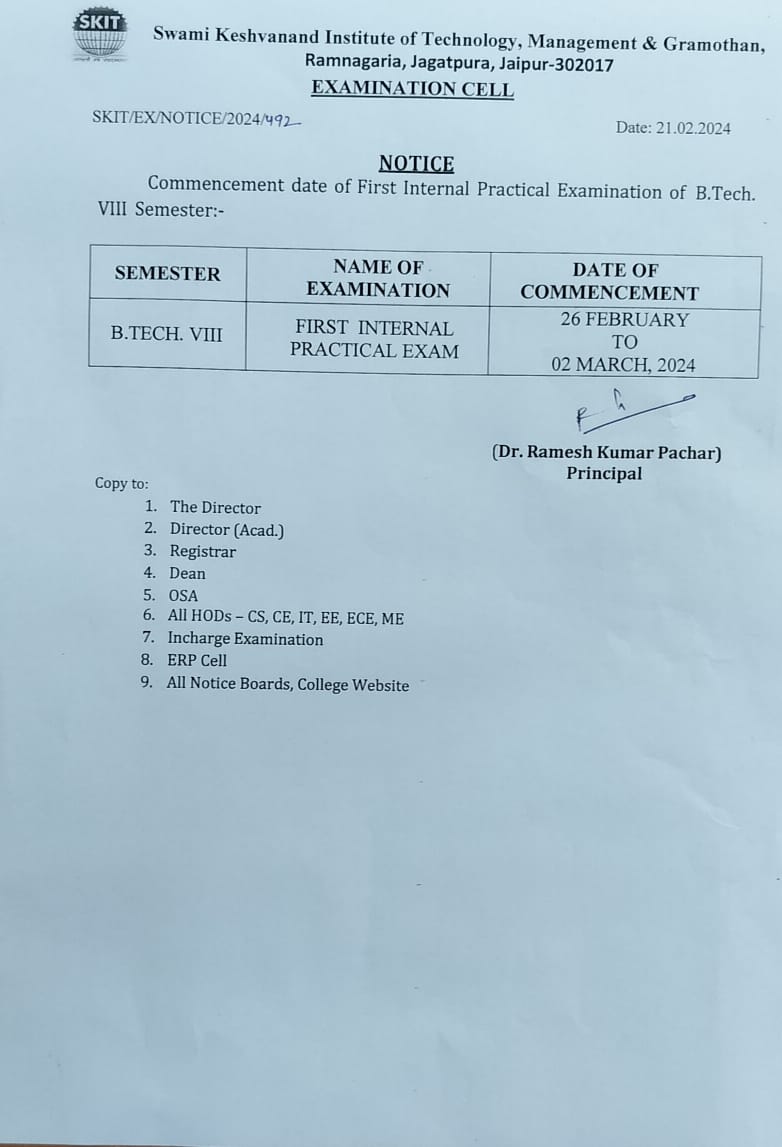 SKIT
Swami Keshvanand Institute of Technology, Management & Gramothan,
Ramnagaria, Jagatpura, Jaipur-302017
EXAMINATION CELL
SKIT/EX/NOTICE/2024/492
Date: 21.02.2024
NOTICE
Commencement date of First Internal Practical Examination of B.Tech.
VIII Semester:-
SEMESTER
NAME OF
EXAMINATION
DATE OF
COMMENCEMENT
B.TECH. VIII
FIRST INTERNAL
PRACTICAL EXAM
26 FEBRUARY
TO
02 MARCH, 2024
(Dr. Ramesh Kumar Pachar)
Principal
Copy to:
1. The Director
2. Director (Acad.)
3. Registrar
4. Dean
5. OSA
6. All HODs – CS, CE, IT, EE, ECE, ME
7. Incharge Examination
8. ERP Cell
9. All Notice Boards, College Website